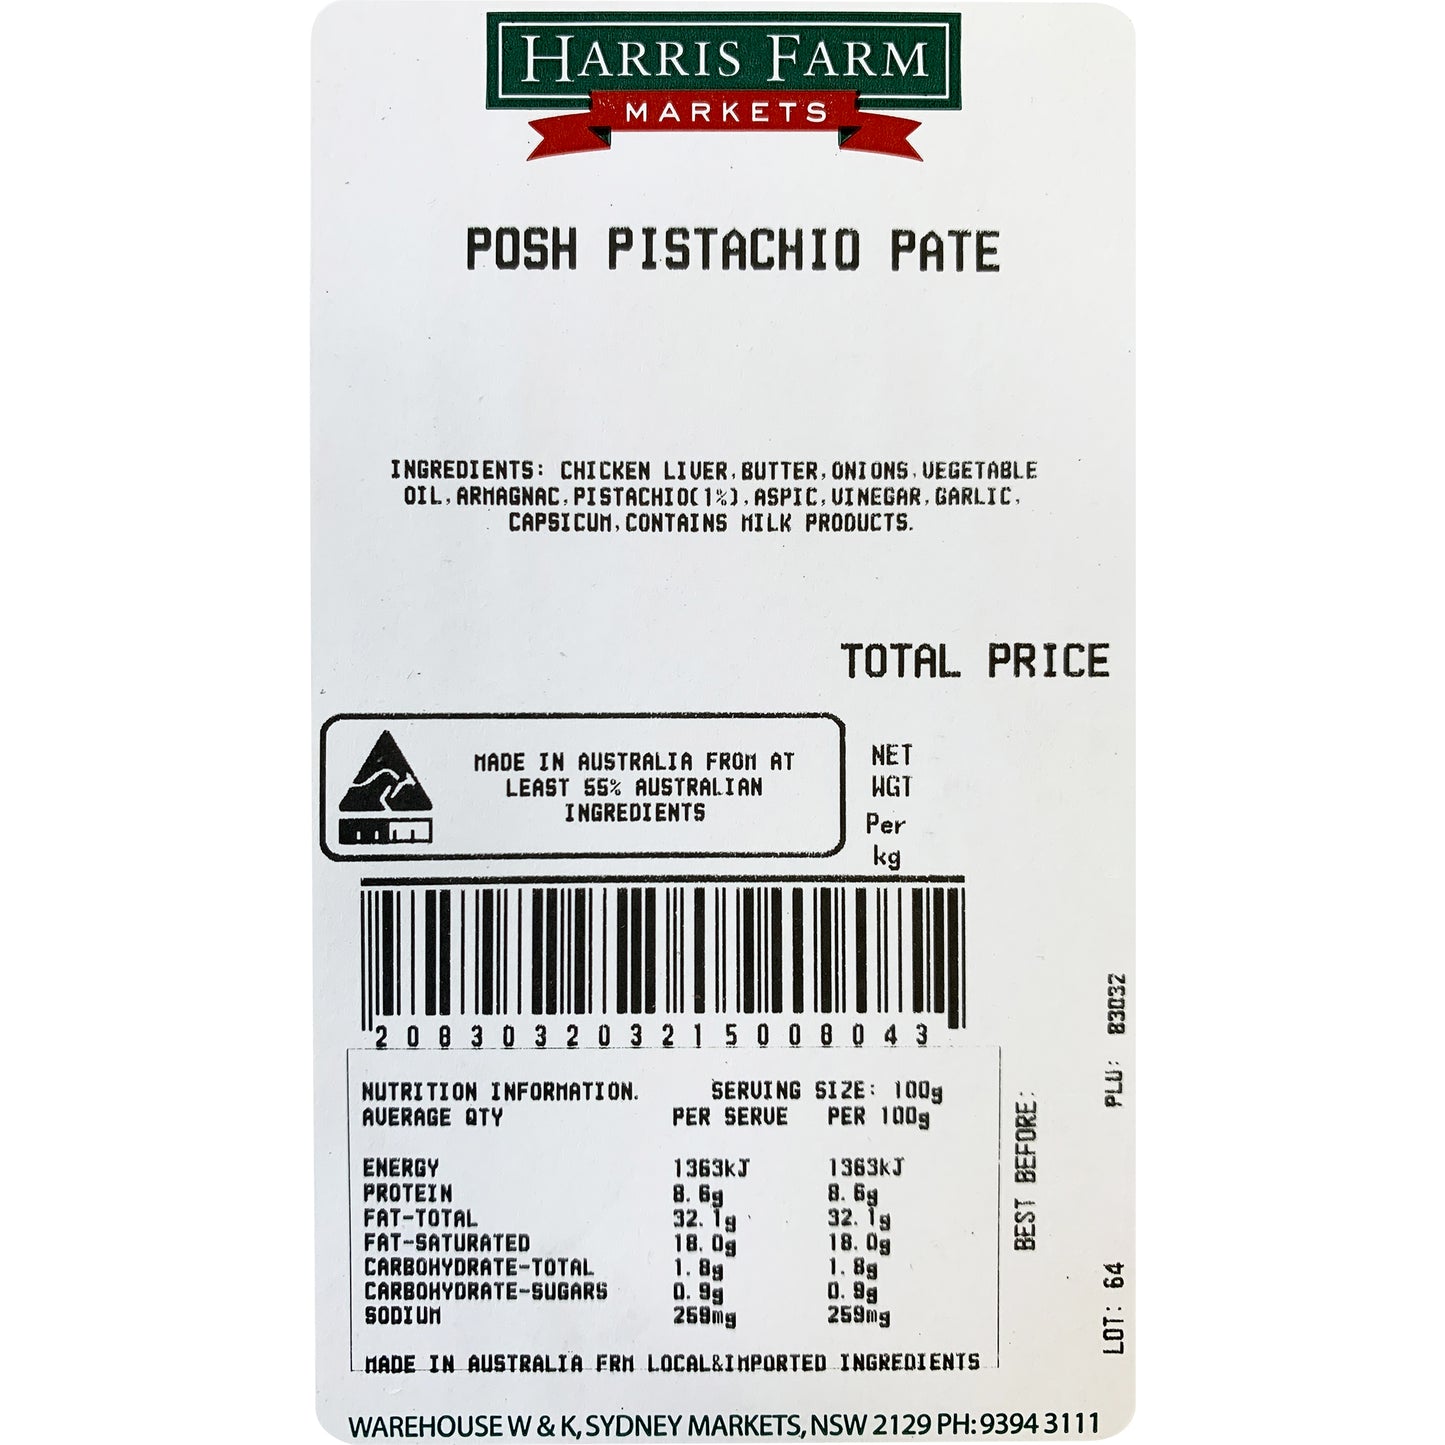 HARRIS FARM
MARKETS
POSH PISTACHIO PATE
INGREDIENTS: CHICKEN LIVER, BUTTER, ONIONS, VEGETABLE
OIL, ARMAGNAC, PISTACHIO(1%), ASPIC, VINEGAR, GARLIC,
CAPSICUM, CONTAINS MILK PRODUCTS.
TOTAL PRICE
MADE IN AUSTRALIA FROM AT
LEAST 55% AUSTRALIAN
INGREDIENTS
NET
WGT
Per
kg
208303203215008043
NUTRITION INFORMATION. SERVING SIZE: 100g
AVERAGE QTY PER SERVE PER 100g
ENERGY 1363kJ 1363kJ
PROTEIN 8.6g 8.6g
FAT-TOTAL 32.1g 32.1g
FAT-SATURATED 18.0g 18.0g
CARBOHYDRATE-TOTAL 1.8g 1.8g
CARBOHYDRATE-SUGARS 0.9g 0.9g
SODIUM 259mg 259mg
MADE IN AUSTRALIA FRM LOCAL&IMPORTED INGREDIENTS
BEST BEFORE:
LOT: 64
PLU: 83032
WAREHOUSE W & K, SYDNEY MARKETS, NSW 2129 PH: 9394 3111